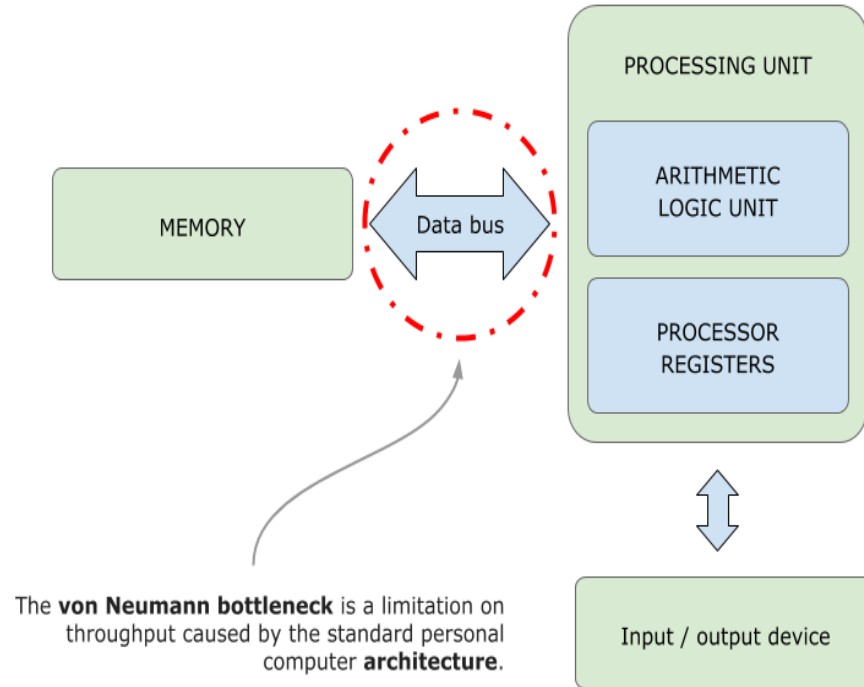 PROCESSING UNIT
ARITHMETIC
LOGIC UNIT
MEMORY
Data bus
PROCESSOR
REGISTERS
The von Neumann bottleneck is a limitation on
throughput caused by the standard personal
computer architecture.
Input / output device